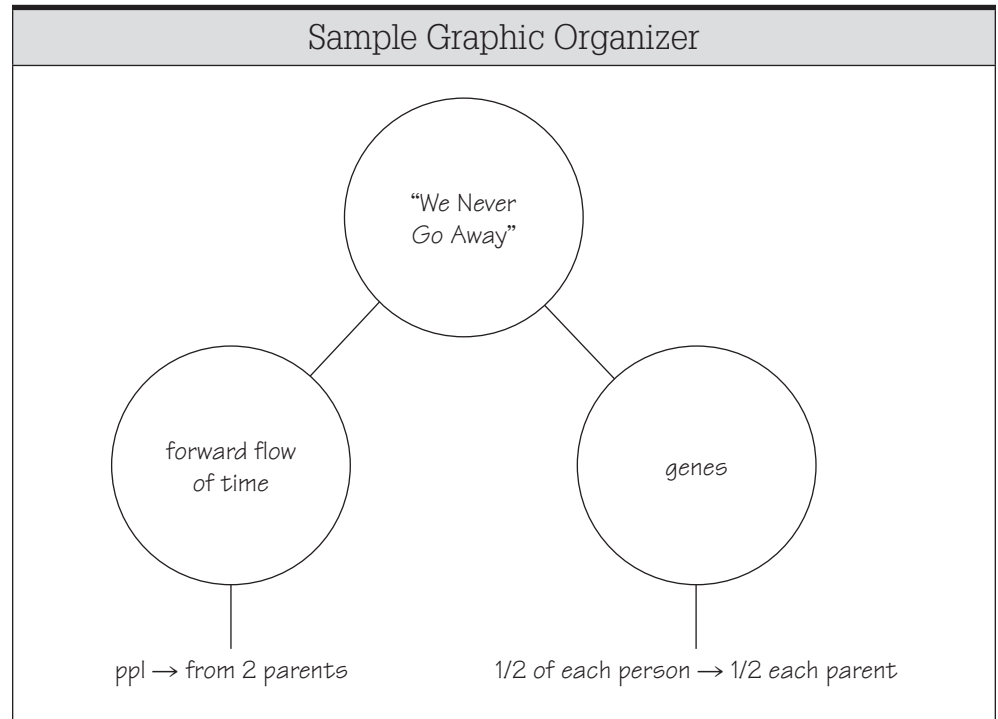 Sample Graphic Organizer
“We Never
Go Away”
forward flow
of time
genes
ppl → from 2 parents
1/2 of each person → 1/2 each parent